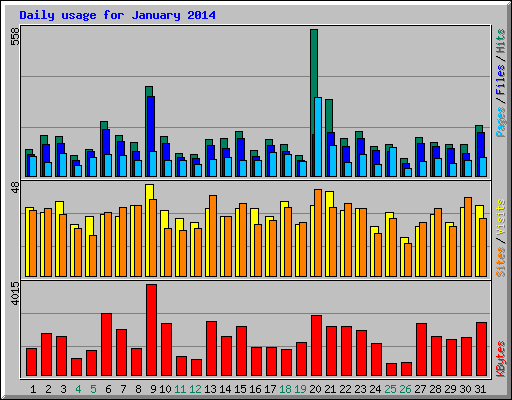 Daily usage for January 2014
558
Pages / Files / Hits
48
Sites / Visits
4015
KBytes
1 2 3 4 5 6 7 8 9 10 11 12 13 14 15 16 17 18 19 20 21 22 23 24 25 26 27 28 29 30 31